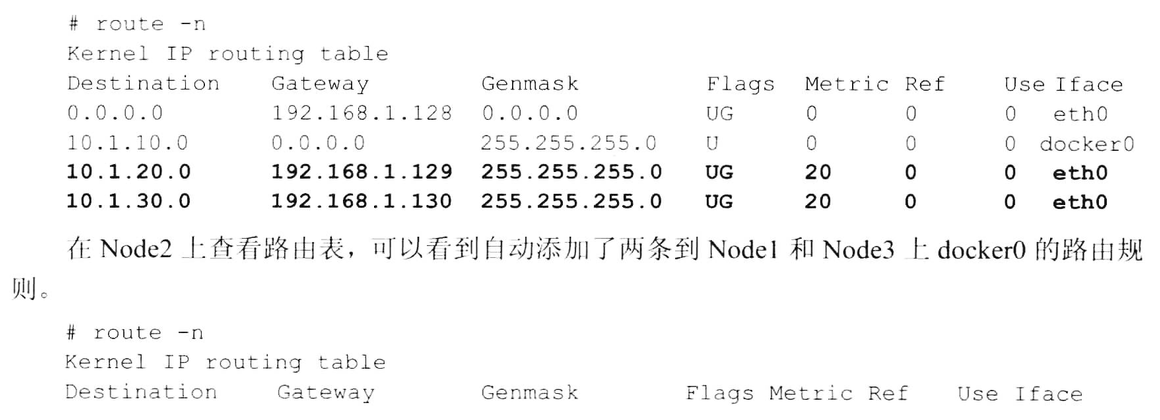 # route -n
Kernel IP routing table
Destination Gateway Genmask Flags Metric Ref Use Iface
0.0.0.0 192.168.1.128 0.0.0.0 UG 0 0 0 eth0
10.1.10.0 0.0.0.0 255.255.255.0 U 0 0 0 docker0
10.1.20.0 192.168.1.129 255.255.255.0 UG 20 0 0 eth0
10.1.30.0 192.168.1.130 255.255.255.0 UG 20 0 0 eth0
在 Node2 上查看路由表，可以看到自动添加了两条到 Node1 和 Node3 上 docker0 的路由规
则。
# route -n
Kernel IP routing table
Destination Gateway Genmask Flags Metric Ref Use Iface